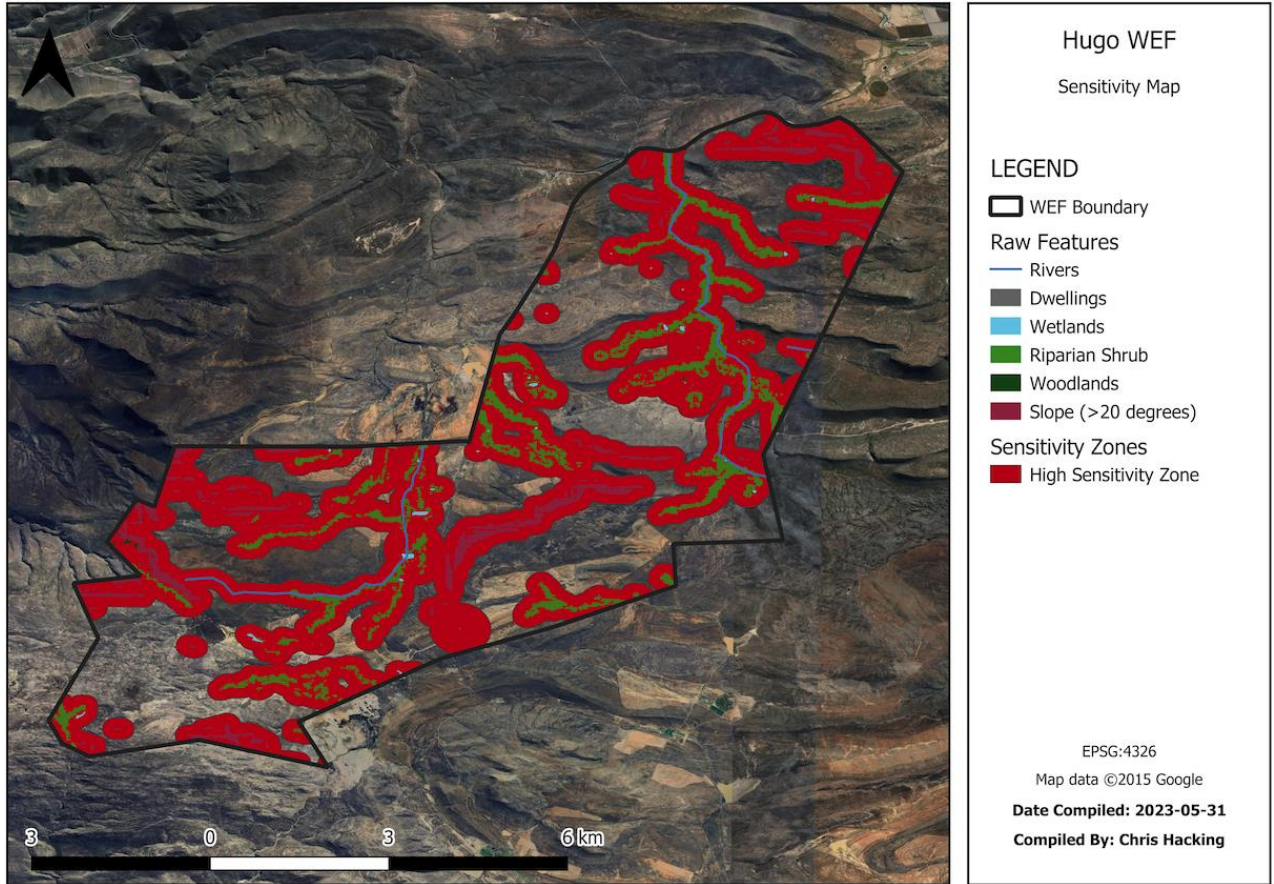 Hugo WEF
Sensitivity Map
LEGEND
WEF Boundary
Raw Features
Rivers
Dwellings
Wetlands
Riparian Shrub
Woodlands
Slope (>20 degrees)
Sensitivity Zones
High Sensitivity Zone
EPSG:4326
Map data ©2015 Google
Date Compiled: 2023-05-31
Compiled By: Chris Hacking
3 0 3 6 km